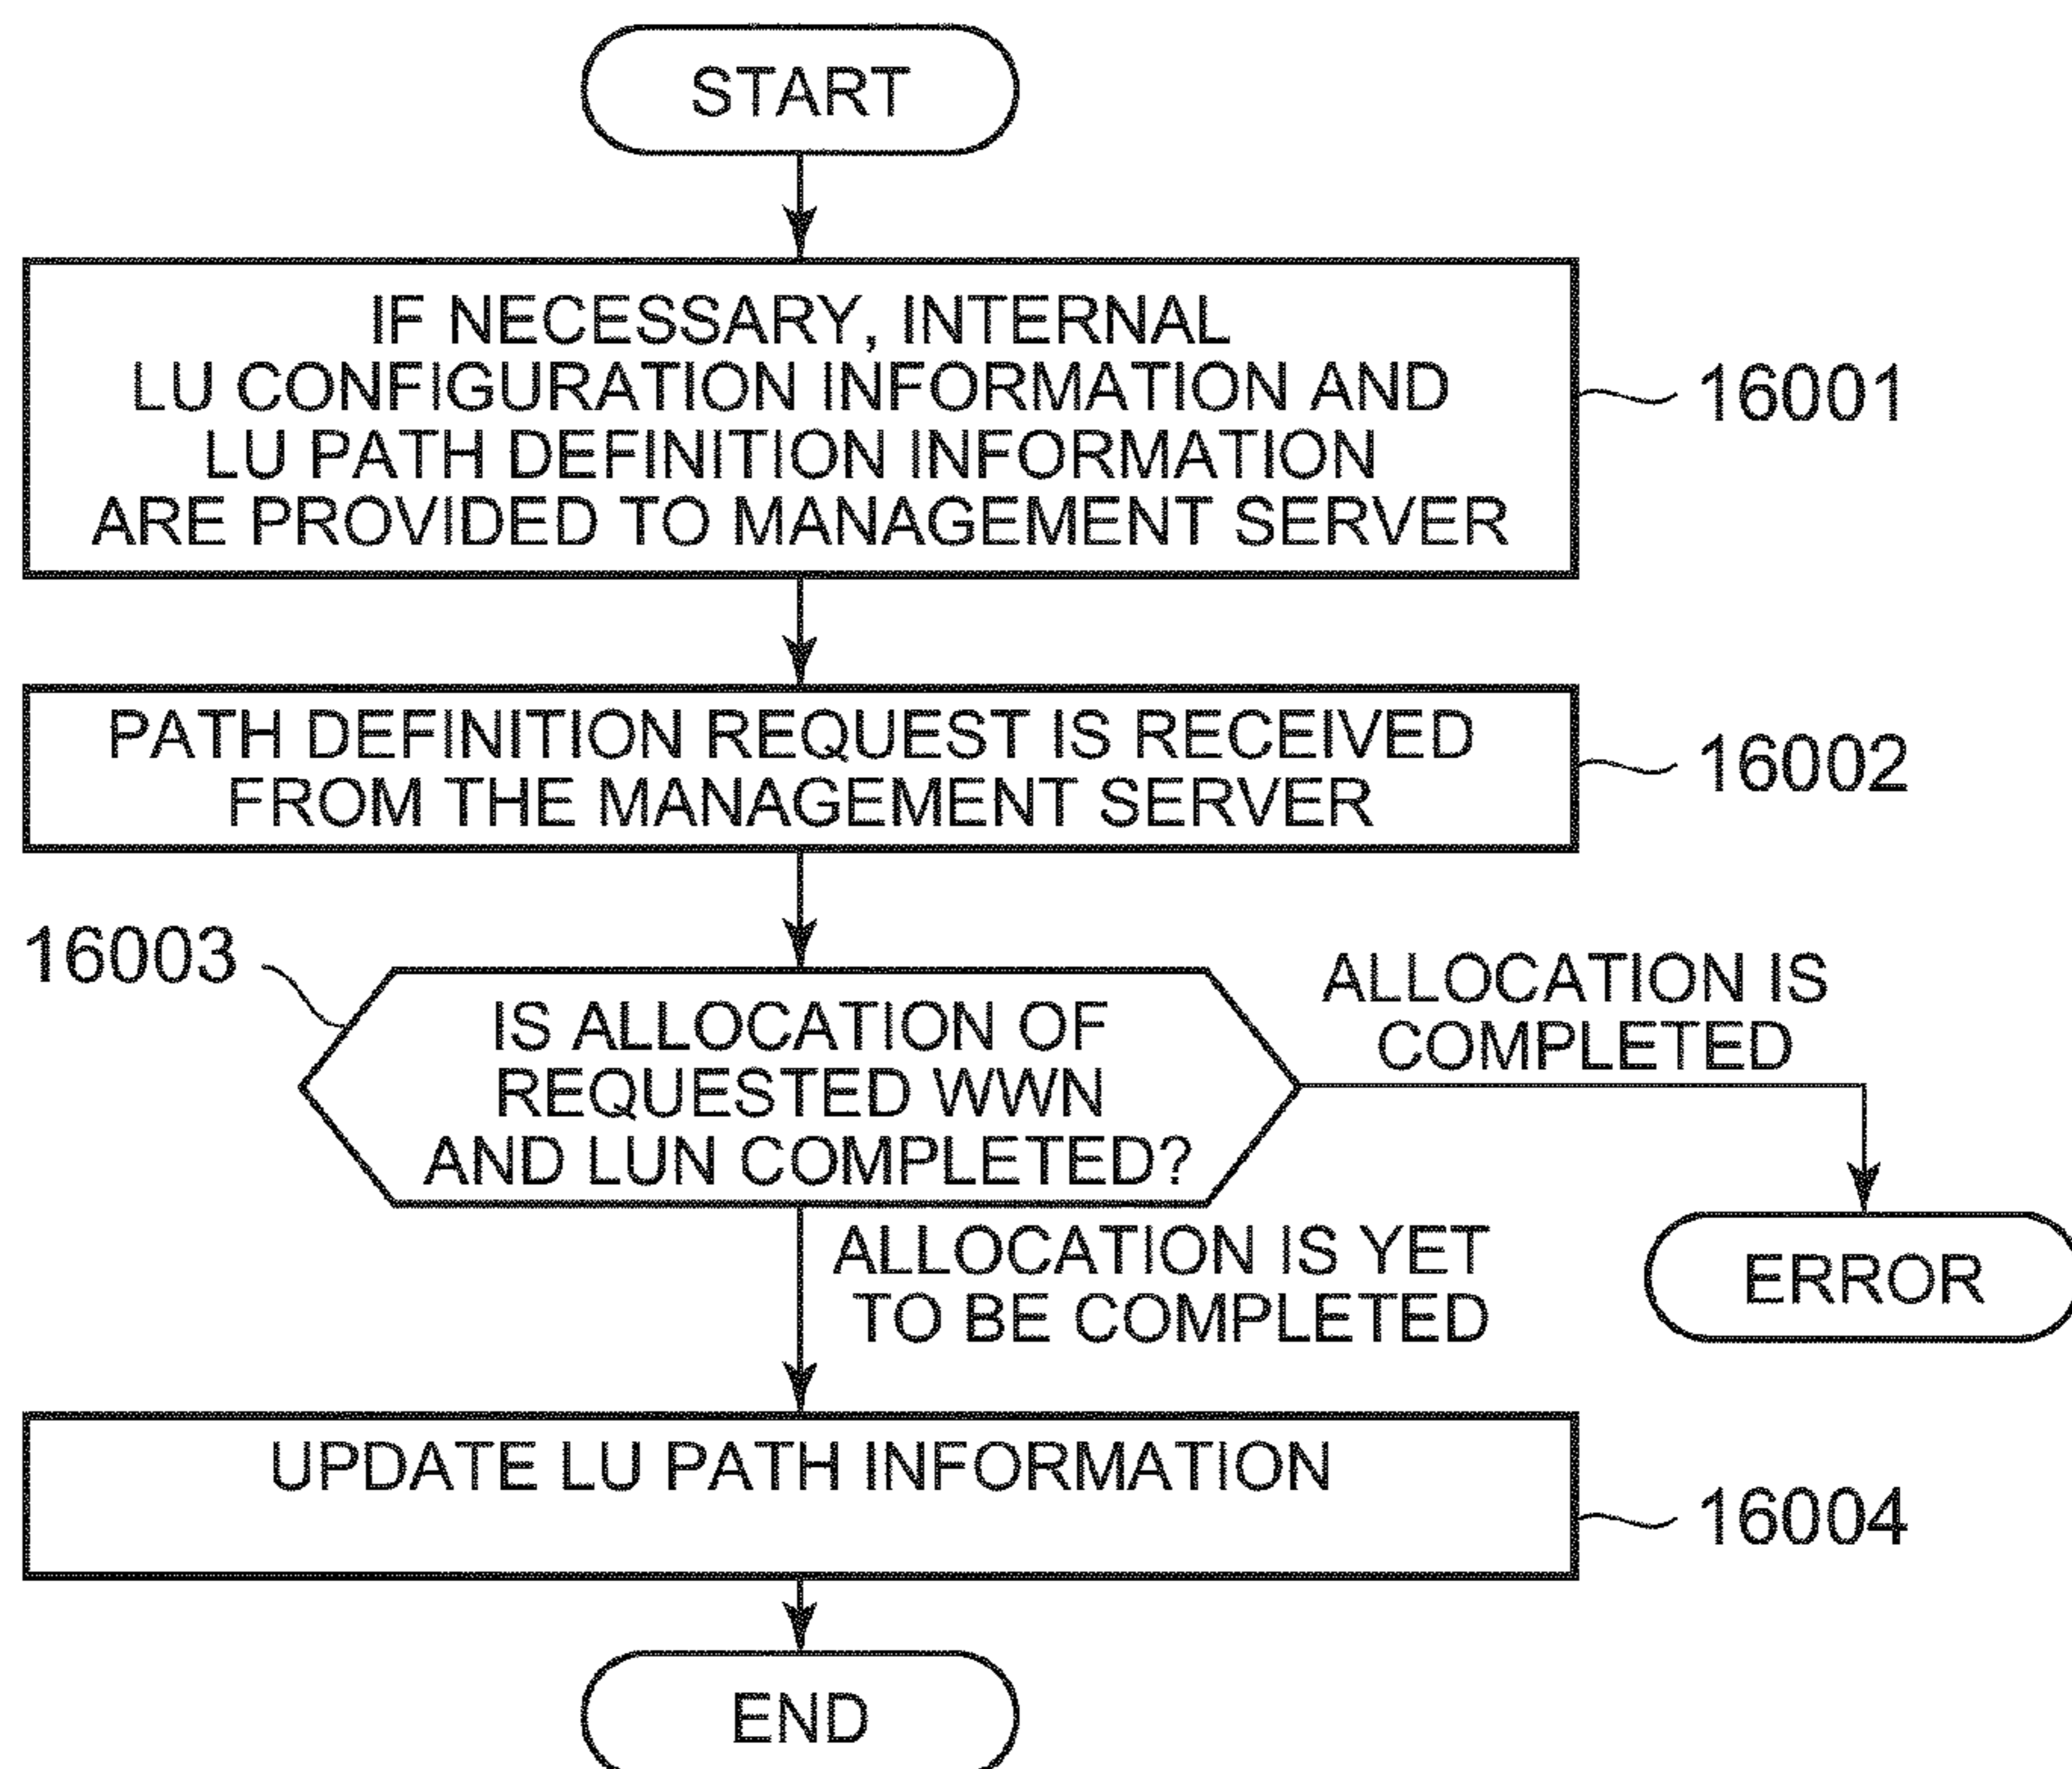 START
IF NECESSARY, INTERNAL
LU CONFIGURATION INFORMATION AND
LU PATH DEFINITION INFORMATION
ARE PROVIDED TO MANAGEMENT SERVER
16001
PATH DEFINITION REQUEST IS RECEIVED
FROM THE MANAGEMENT SERVER
16002
16003
IS ALLOCATION OF
REQUESTED WWN
AND LUN COMPLETED?
ALLOCATION IS
COMPLETED
ERROR
ALLOCATION IS YET
TO BE COMPLETED
UPDATE LU PATH INFORMATION
16004
END